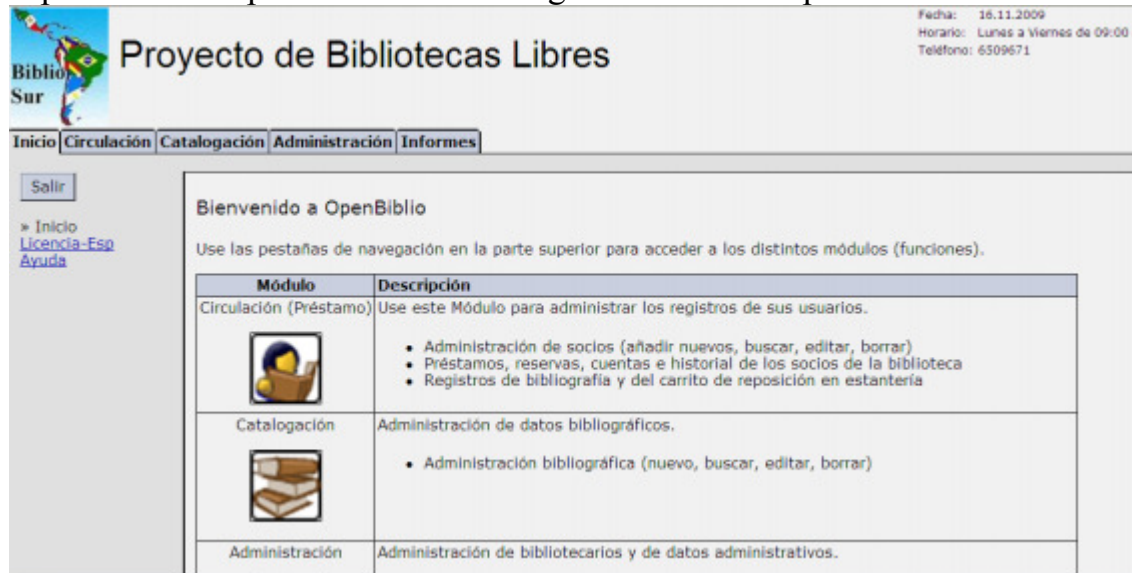 Fecha: 16.11.2009
Horario: Lunes a Viernes de 09:00
Teléfono: 6509671
Biblio
Sur
Proyecto de Bibliotecas Libres
Inicio Circulación Catalogación Administración Informes
Salir
» Inicio
Licencia-Esp
Ayuda
Bienvenido a OpenBiblio
Use las pestañas de navegación en la parte superior para acceder a los distintos módulos (funciones).
Módulo Descripción
Circulación (Préstamo) Use este Módulo para administrar los registros de sus usuarios.
• Administración de socios (añadir nuevos, buscar, editar, borrar)
• Préstamos, reservas, cuentas e historial de los socios de la biblioteca
• Registros de bibliografía y del carrito de reposición en estantería
Catalogación Administración de datos bibliográficos.
• Administración bibliográfica (nuevo, buscar, editar, borrar)
Administración Administración de bibliotecarios y de datos administrativos.